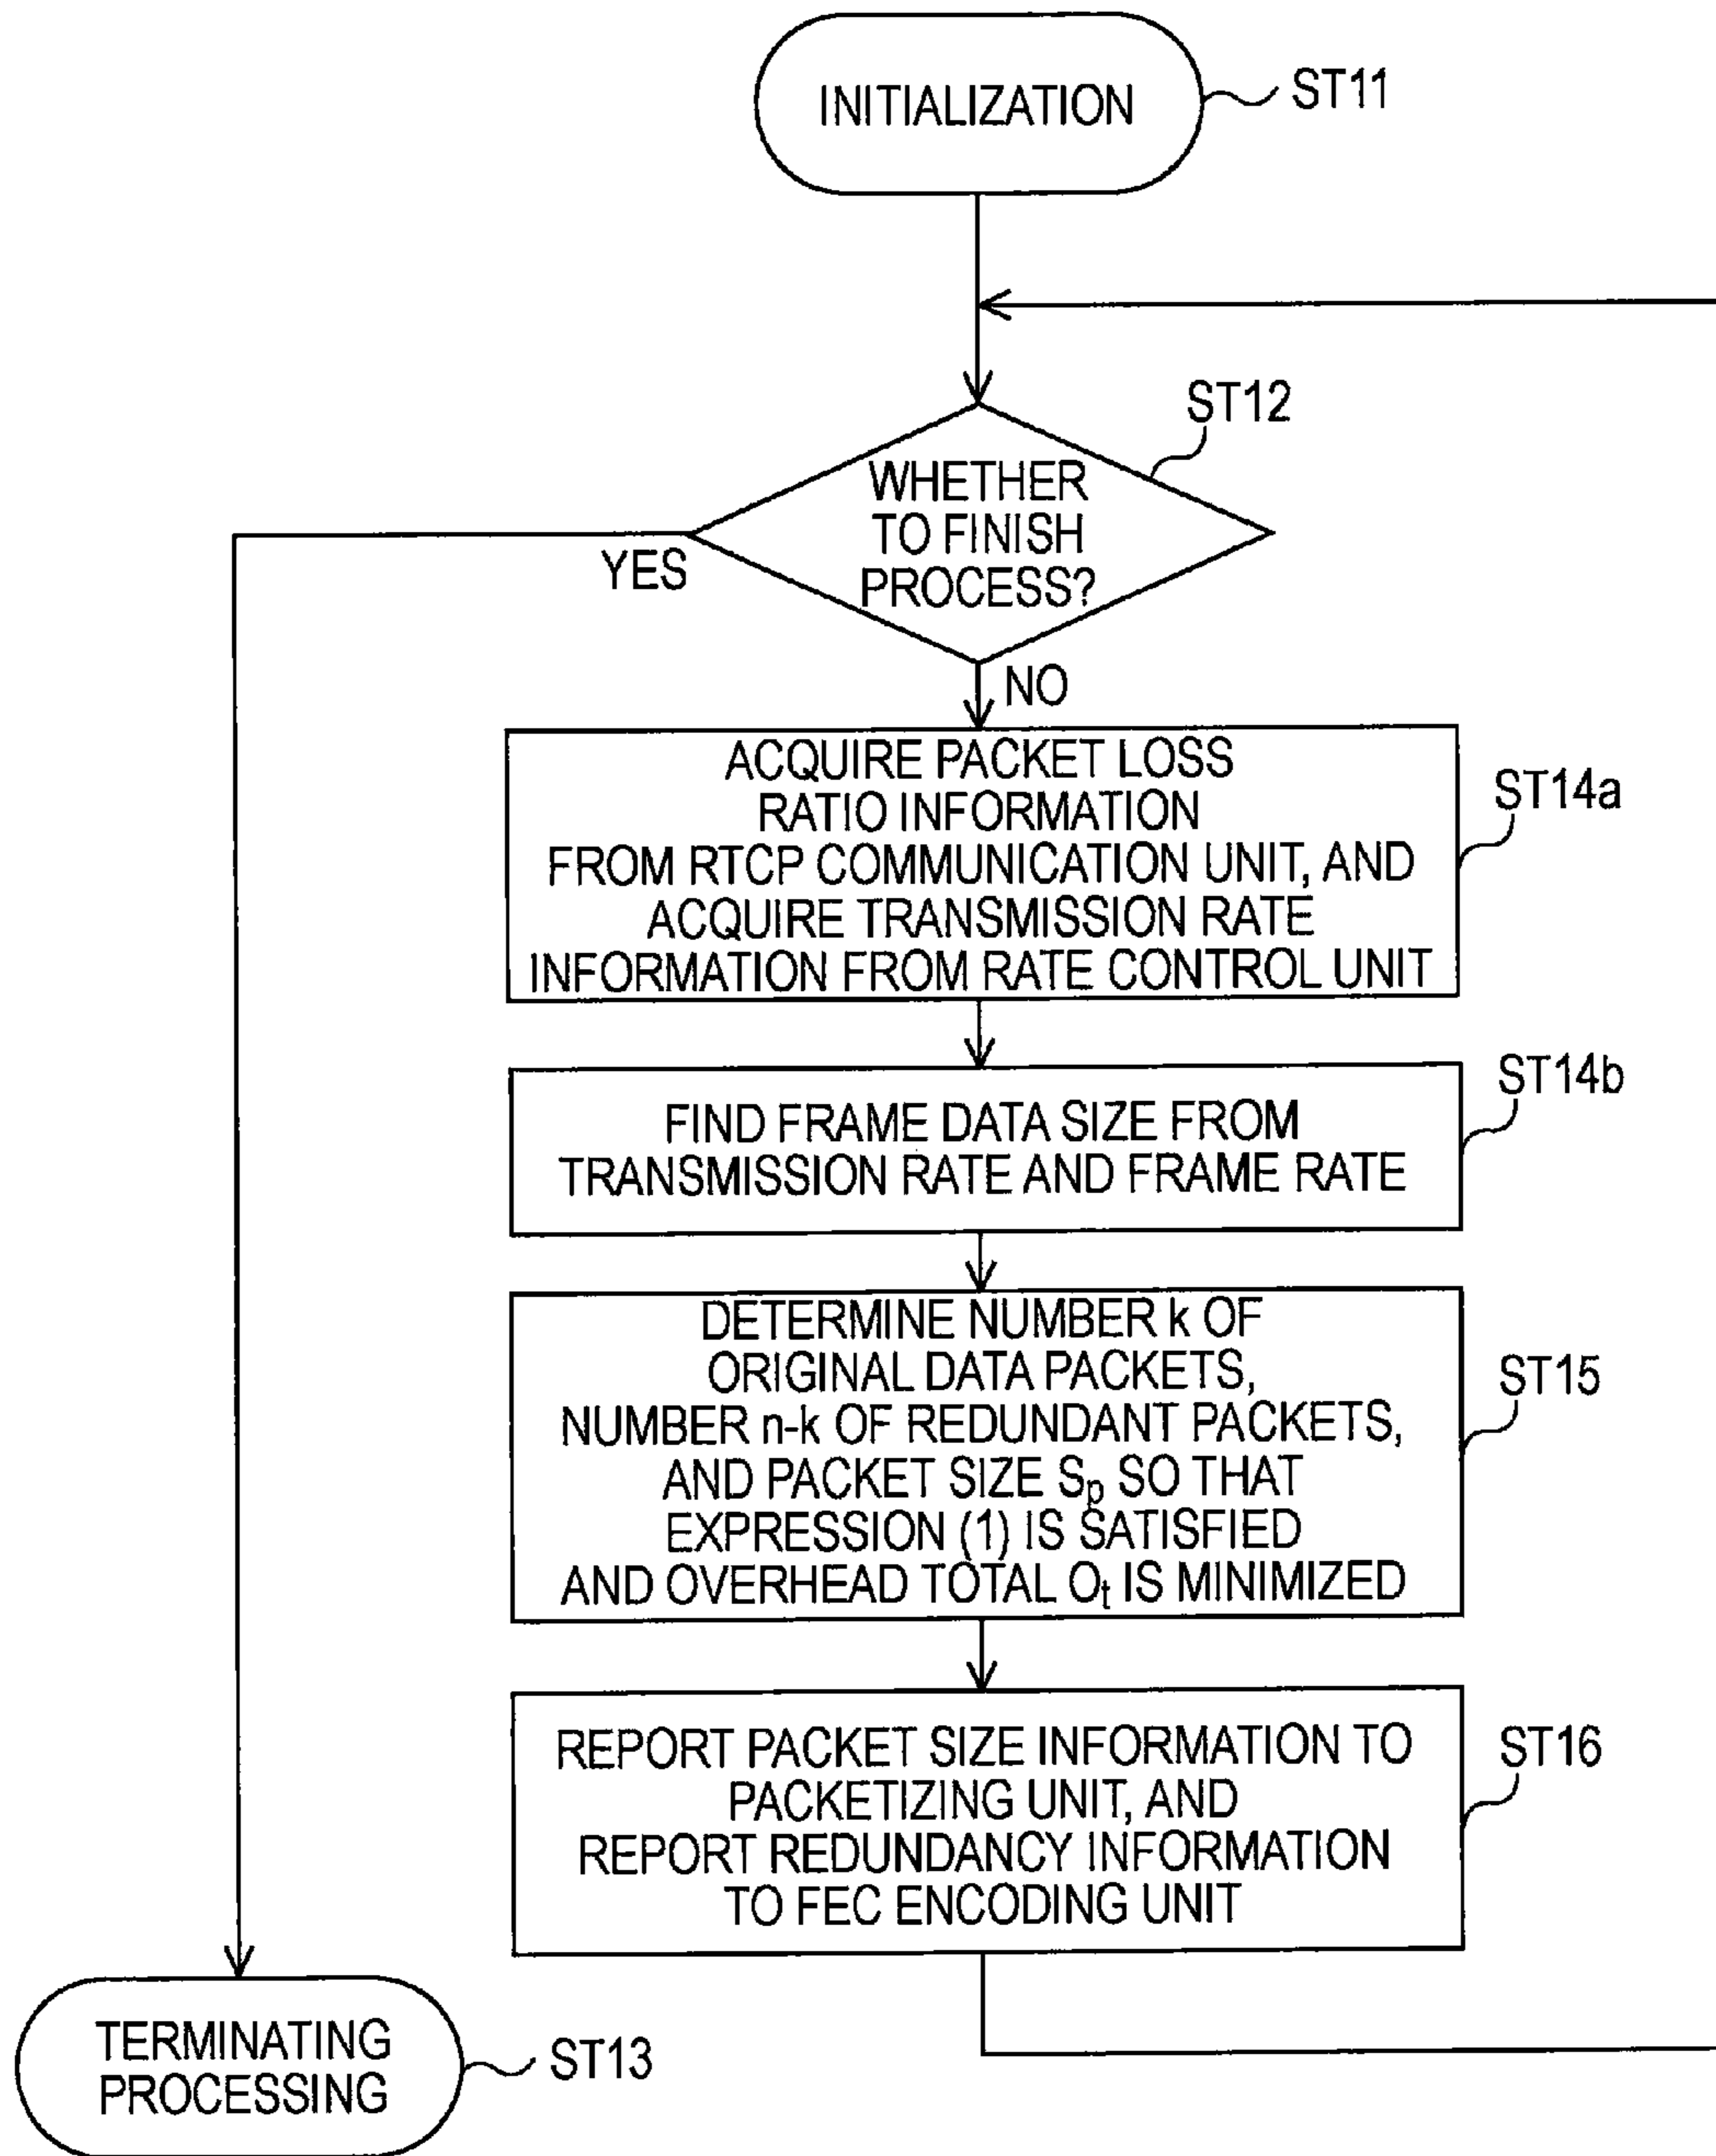 INITIALIZATION
ST11
ST12
WHETHER
TO FINISH
PROCESS?
YES
NO
ACQUIRE PACKET LOSS
RATIO INFORMATION
FROM RTCP COMMUNICATION UNIT, AND
ACQUIRE TRANSMISSION RATE
INFORMATION FROM RATE CONTROL UNIT
ST14a
FIND FRAME DATA SIZE FROM
TRANSMISSION RATE AND FRAME RATE
ST14b
DETERMINE NUMBER k OF
ORIGINAL DATA PACKETS,
NUMBER n-k OF REDUNDANT PACKETS,
AND PACKET SIZE Sp SO THAT
EXPRESSION (1) IS SATISFIED
AND OVERHEAD TOTAL Ot IS MINIMIZED
ST15
REPORT PACKET SIZE INFORMATION TO
PACKETIZING UNIT, AND
REPORT REDUNDANCY INFORMATION
TO FEC ENCODING UNIT
ST16
TERMINATING
PROCESSING
ST13